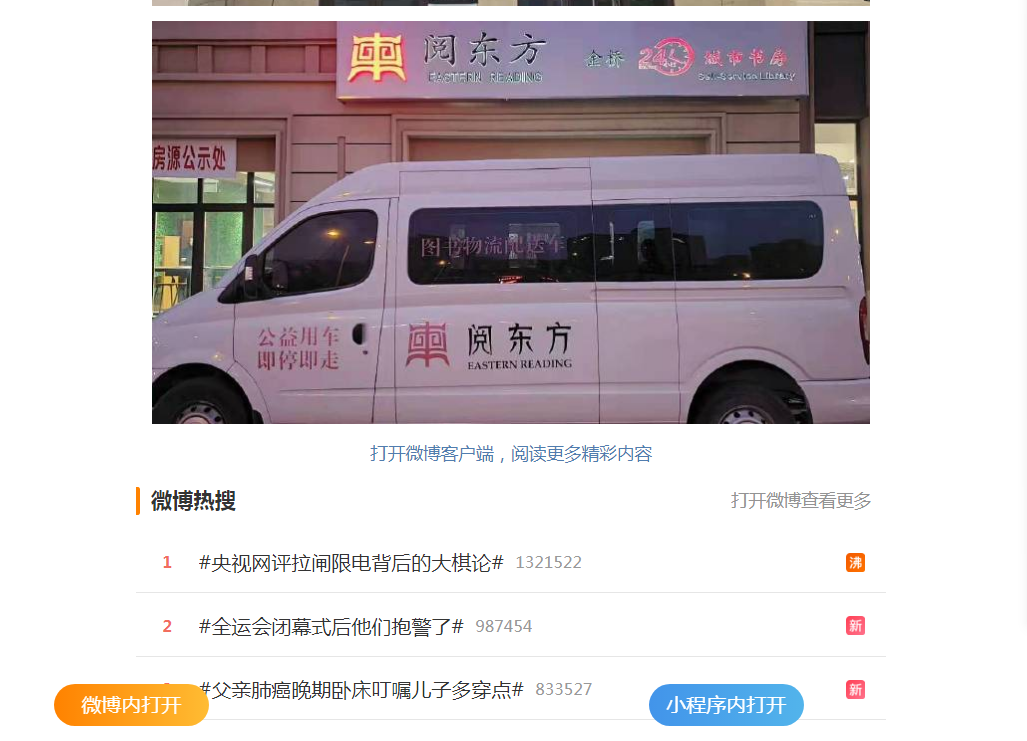 阅东方
EASTERN READING
金桥
24h
城市书房
Self-Service Library
房源公示处
图书物流配送车
公益用车
即停即走
阅东方
EASTERN READING
打开微博客户端，阅读更多精彩内容
微博热搜
打开微博查看更多
1 #央视网评拉闸限电背后的大棋论# 1321522 沸
2 #全运会闭幕式后他们抱警了# 987454 新
#父亲肺癌晚期卧床叮嘱儿子多穿点# 833527 新
微博内打开
小程序内打开